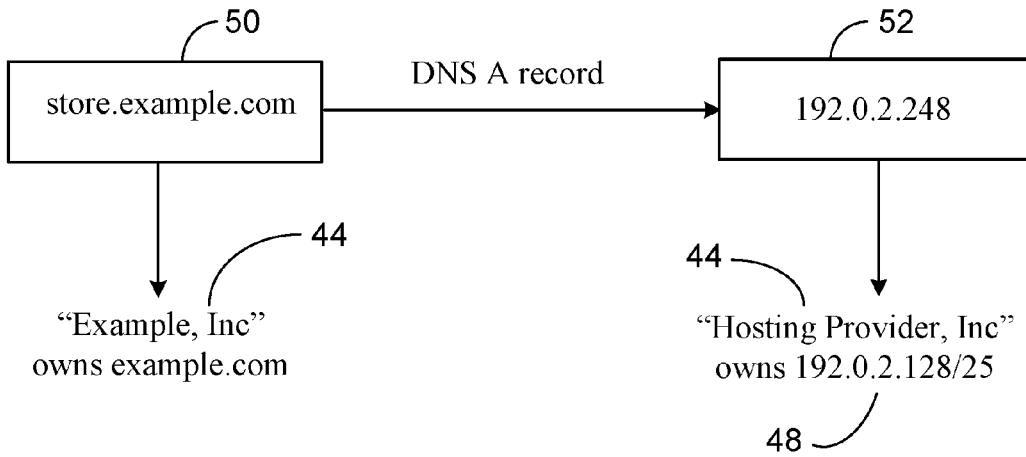 50
52
DNS A record
store.example.com
192.0.2.248
44
44
“Example, Inc”
owns example.com
“Hosting Provider, Inc”
owns 192.0.2.128/25
48